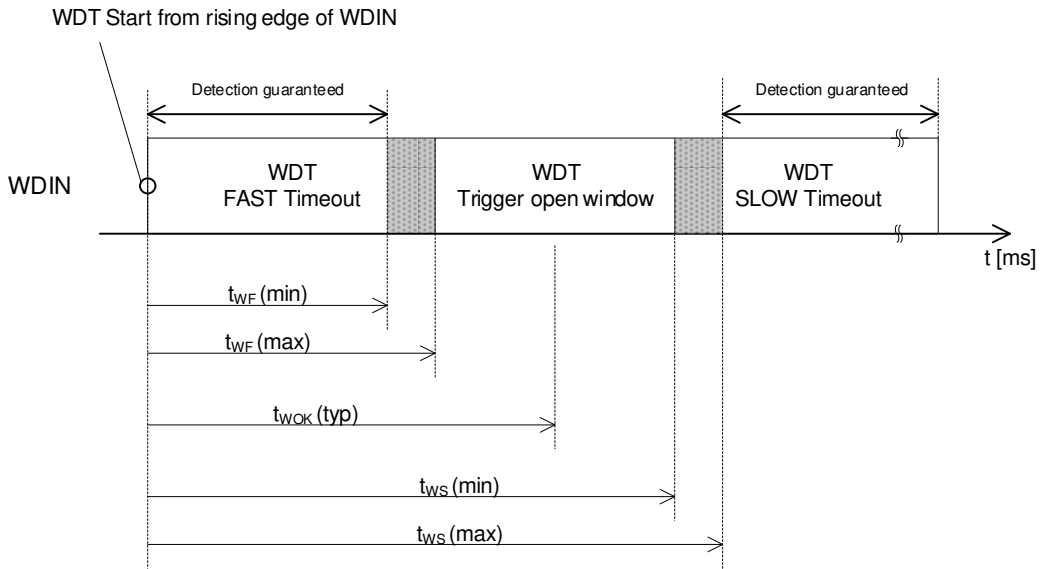 WDT Start from rising edge of WDIN
Detection guaranteed
Detection guaranteed
WDIN
WDT
FAST Timeout
WDT
Trigger open window
WDT
SLOW Timeout
t [ms]
tWF (min)
tWF (max)
tWOK (typ)
tWS (min)
tWS (max)